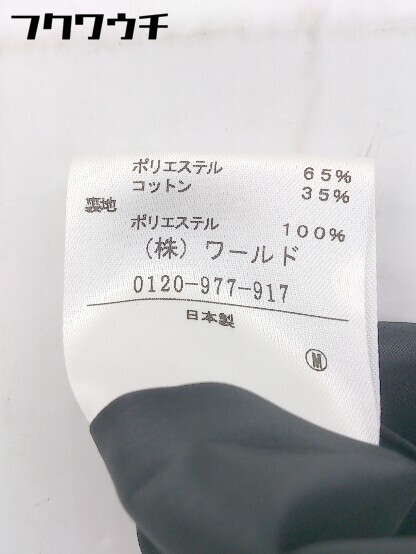 フクワウチ
ポリエステル 65%
コットン 35%
裏地
ポリエステル 100%
(株) ワールド
0120-977-917
日本製
Ⓜ